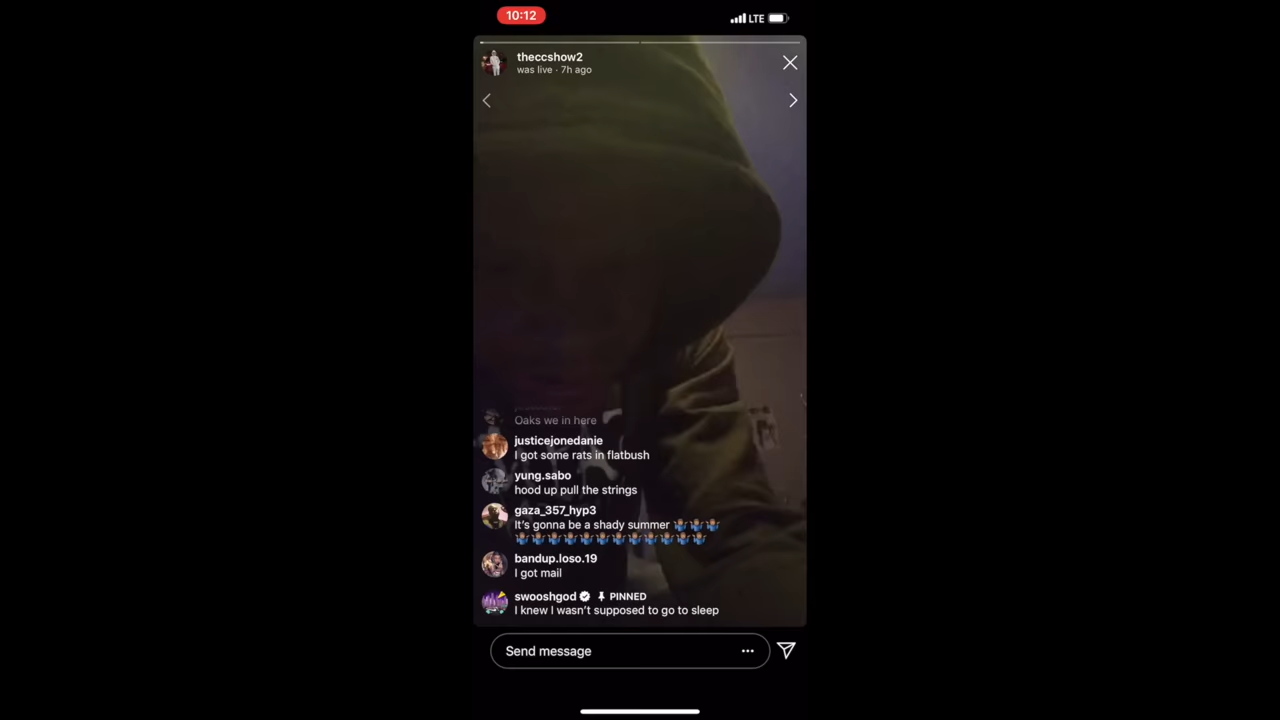 10:12
LTE
theccshow2
was live · 7h ago
Oaks we in here
justicejonedanie
I got some rats in flatbush
yung.sabo
hood up pull the strings
gaza_357_hyp3
It's gonna be a shady summer 🤷🏽‍♂️🤷🏽‍♂️🤷🏽‍♂️
🤷🏽‍♂️🤷🏽‍♂️🤷🏽‍♂️🤷🏽‍♂️🤷🏽‍♂️🤷🏽‍♂️🤷🏽‍♂️🤷🏽‍♂️🤷🏽‍♂️🤷🏽‍♂️🤷🏽‍♂️🤷🏽‍♂️
bandup.loso.19
I got mail
swooshgod PINNED
I knew I wasn't supposed to go to sleep
Send message